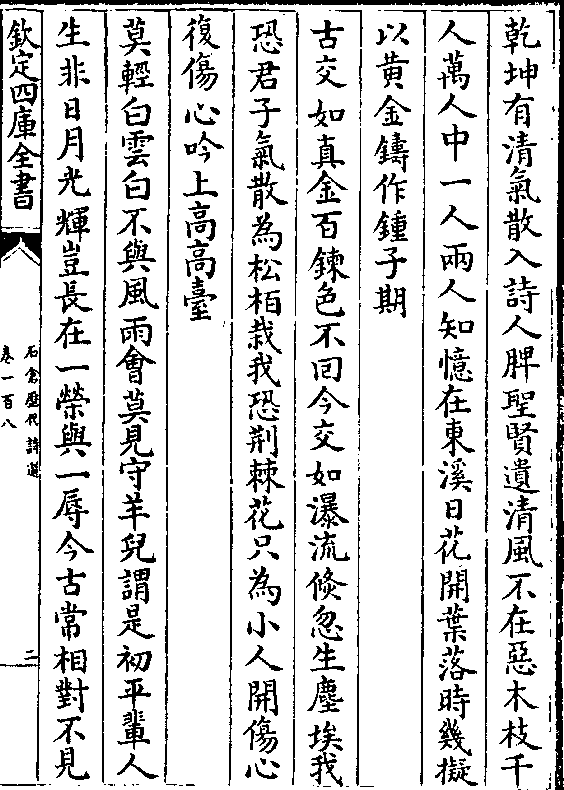 乾坤有清氣散入詩人脾聖賢遺清風不在惡木枝千
人萬人中一人兩人知憶在東溪日花開葉落時幾擬
以黄金鑄作鍾子期
古交如真金百鍊色不回今交如瀑流倐忽生塵埃我
恐君子氣散為松栢栽我恐荆棘花只為小人開傷心
復傷心吟上高高臺
莫輕白雲白不與風雨會莫見守羊兒謂是初平輩人
生非日月光輝豈長在一榮與一辱今古常相對不見
欽定四庫全書
石倉歴代詩選
卷一百八
二